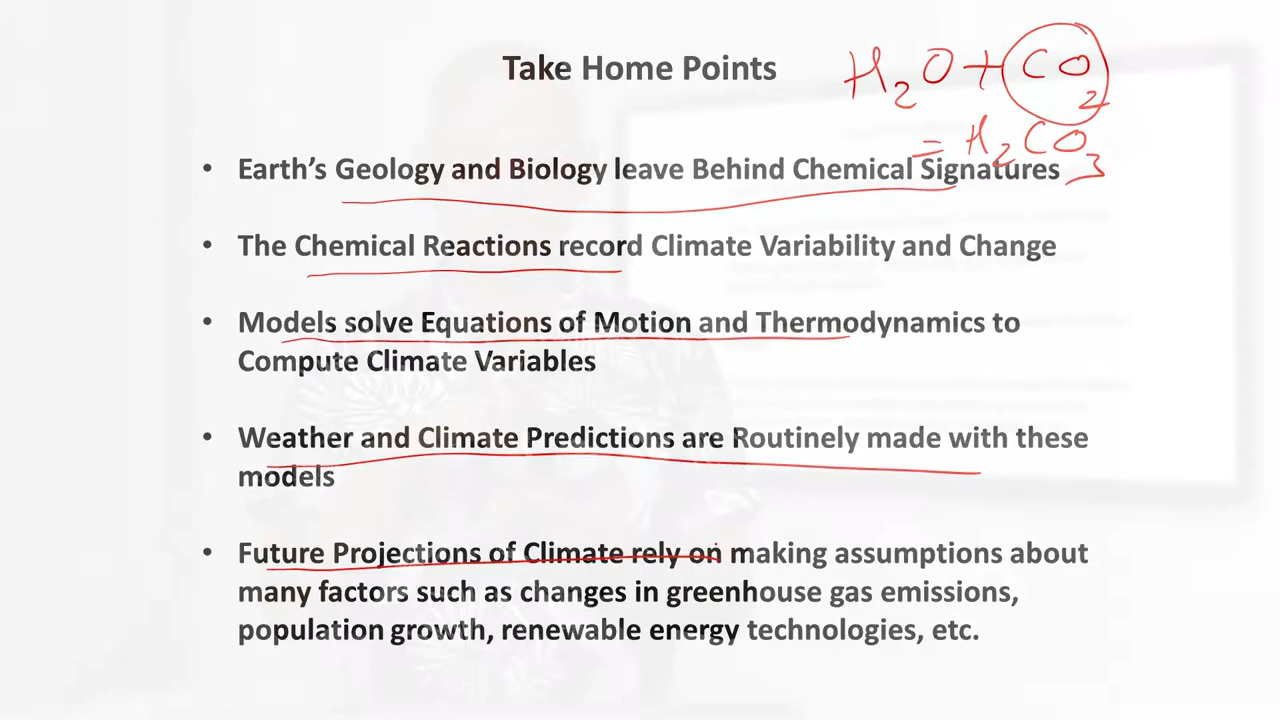 Take Home Points
H₂O + CO₂
= H₂CO₃
• Earth's Geology and Biology leave Behind Chemical Signatures
• The Chemical Reactions record Climate Variability and Change
• Models solve Equations of Motion and Thermodynamics to
Compute Climate Variables
• Weather and Climate Predictions are Routinely made with these
models
• Future Projections of Climate rely on making assumptions about
many factors such as changes in greenhouse gas emissions,
population growth, renewable energy technologies, etc.